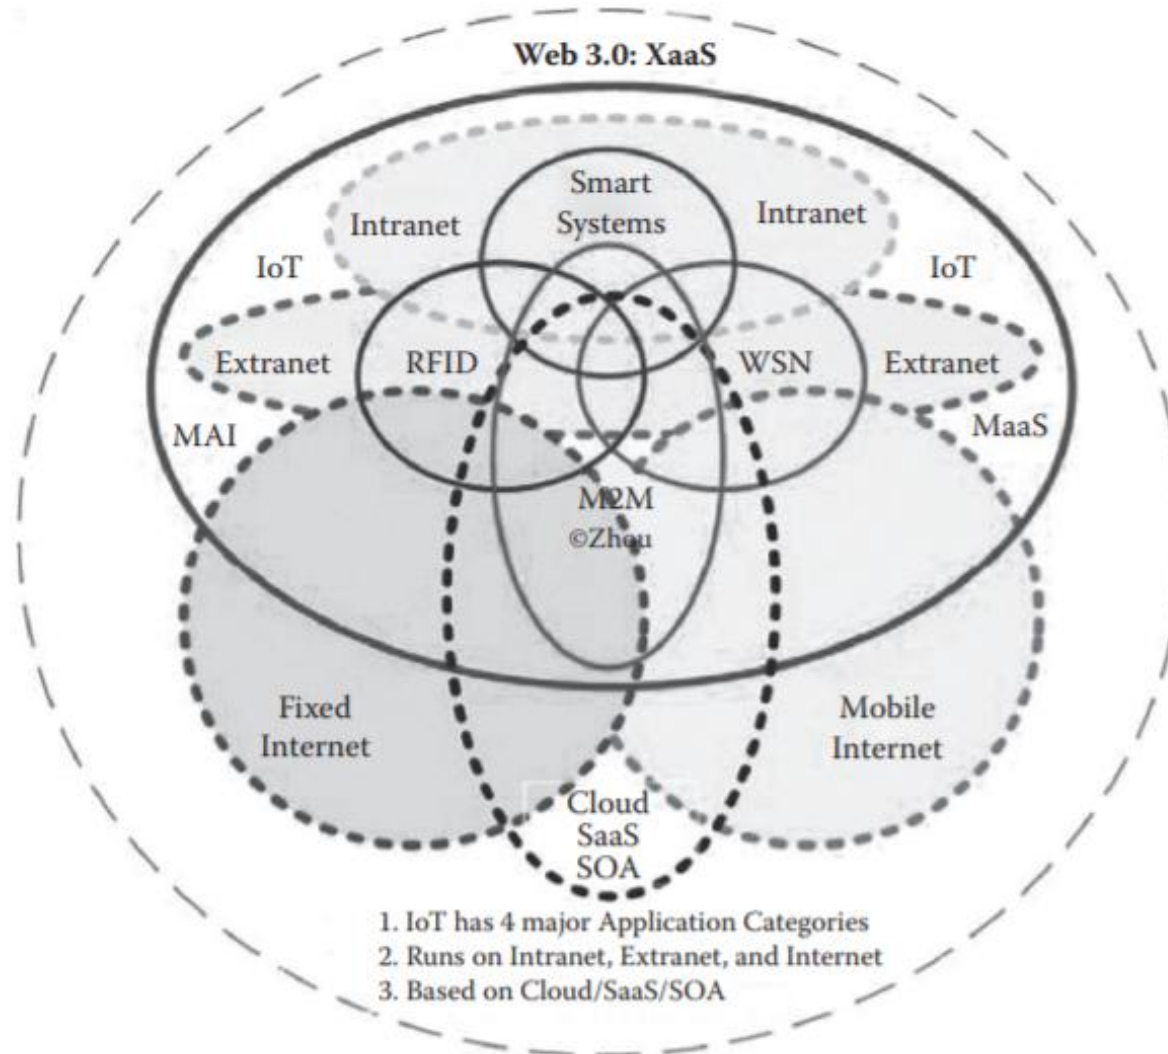 Web 3.0: XaaS
Smart
Systems
Intranet
Intranet
IoT
IoT
Extranet
RFID
WSN
Extranet
MAI
MaaS
M2M
©Zhou
Fixed
Internet
Mobile
Internet
Cloud
SaaS
SOA
1. IoT has 4 major Application Categories
2. Runs on Intranet, Extranet, and Internet
3. Based on Cloud/SaaS/SOA